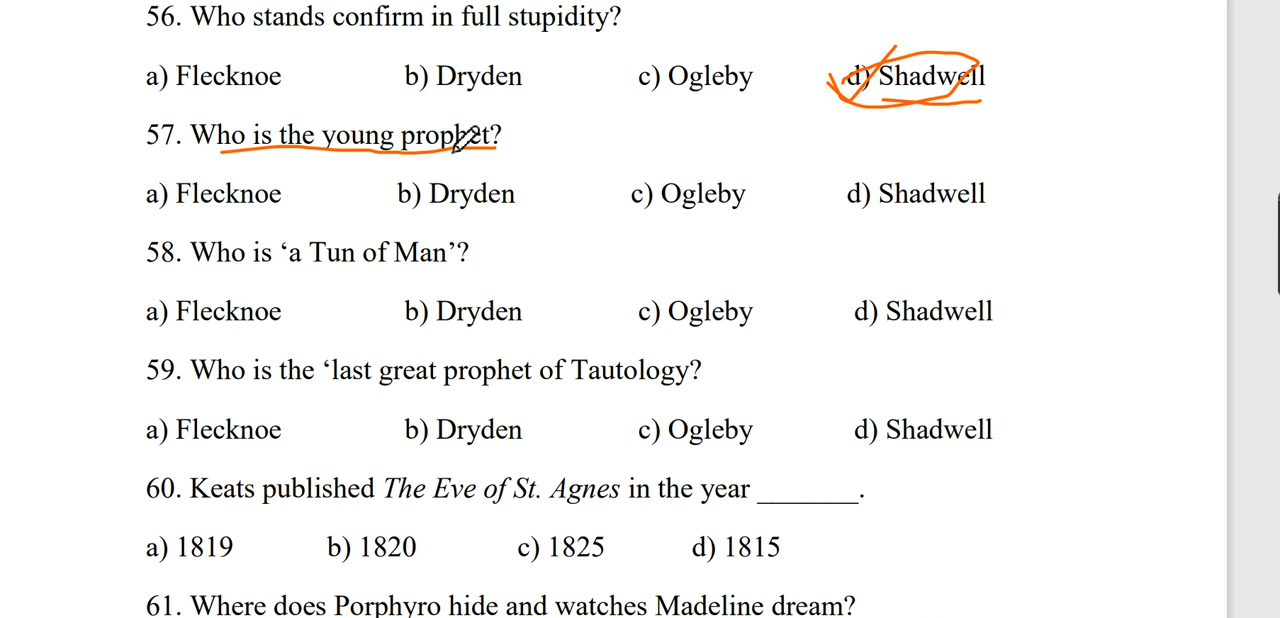 56. Who stands confirm in full stupidity?
a) Flecknoe b) Dryden c) Ogleby d) Shadwell
57. Who is the young prophet?
a) Flecknoe b) Dryden c) Ogleby d) Shadwell
58. Who is ‘a Tun of Man’?
a) Flecknoe b) Dryden c) Ogleby d) Shadwell
59. Who is the ‘last great prophet of Tautology?
a) Flecknoe b) Dryden c) Ogleby d) Shadwell
60. Keats published The Eve of St. Agnes in the year _______.
a) 1819 b) 1820 c) 1825 d) 1815
61. Where does Porphyro hide and watches Madeline dream?